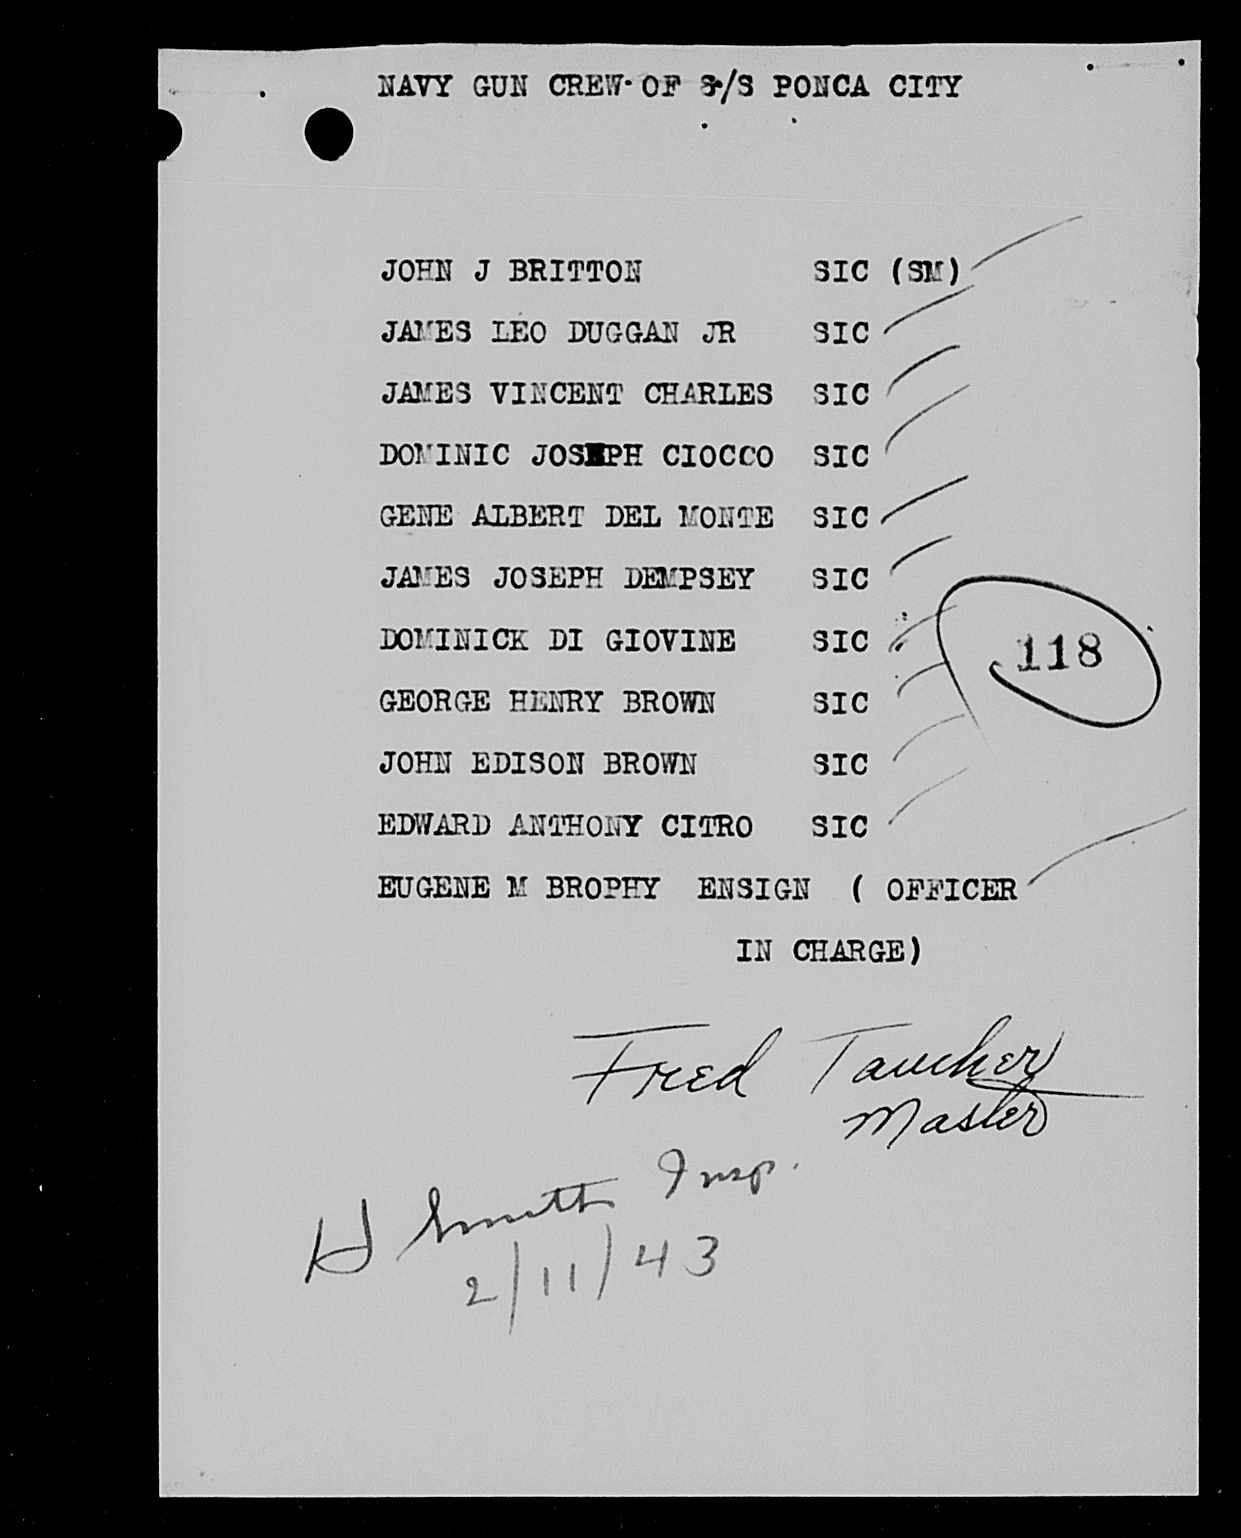 NAVY GUN CREW OF S/S PONCA CITY
JOHN J BRITTON SIC (SM)
JAMES LEO DUGGAN JR SIC
JAMES VINCENT CHARLES SIC
DOMINIC JOSEPH CIOCCO SIC
GENE ALBERT DEL MONTE SIC
JAMES JOSEPH DEMPSEY SIC
DOMINICK DI GIOVINE SIC
118
GEORGE HENRY BROWN SIC
JOHN EDISON BROWN SIC
EDWARD ANTHONY CITRO SIC
EUGENE M BROPHY ENSIGN ( OFFICER
IN CHARGE)
Fred Taucher
Master
H Smith Insp.
2/11/43